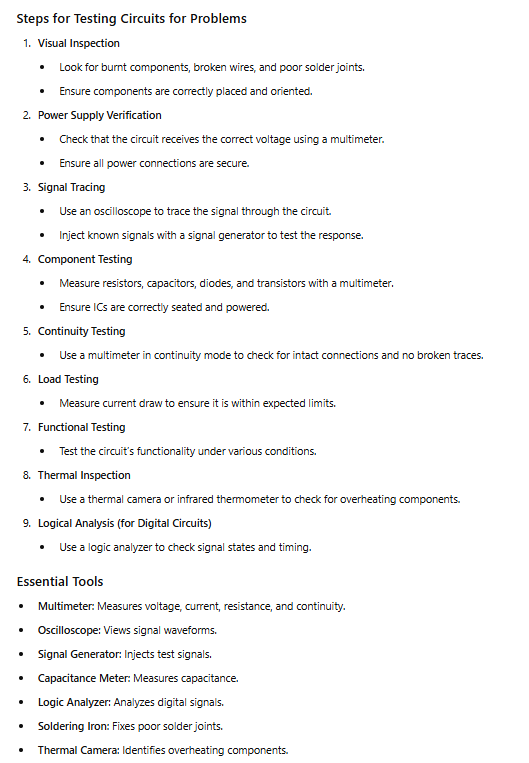 Steps for Testing Circuits for Problems
1. Visual Inspection
• Look for burnt components, broken wires, and poor solder joints.
• Ensure components are correctly placed and oriented.
2. Power Supply Verification
• Check that the circuit receives the correct voltage using a multimeter.
• Ensure all power connections are secure.
3. Signal Tracing
• Use an oscilloscope to trace the signal through the circuit.
• Inject known signals with a signal generator to test the response.
4. Component Testing
• Measure resistors, capacitors, diodes, and transistors with a multimeter.
• Ensure ICs are correctly seated and powered.
5. Continuity Testing
• Use a multimeter in continuity mode to check for intact connections and no broken traces.
6. Load Testing
• Measure current draw to ensure it is within expected limits.
7. Functional Testing
• Test the circuit's functionality under various conditions.
8. Thermal Inspection
• Use a thermal camera or infrared thermometer to check for overheating components.
9. Logical Analysis (for Digital Circuits)
• Use a logic analyzer to check signal states and timing.
Essential Tools
• Multimeter: Measures voltage, current, resistance, and continuity.
• Oscilloscope: Views signal waveforms.
• Signal Generator: Injects test signals.
• Capacitance Meter: Measures capacitance.
• Logic Analyzer: Analyzes digital signals.
• Soldering Iron: Fixes poor solder joints.
• Thermal Camera: Identifies overheating components.